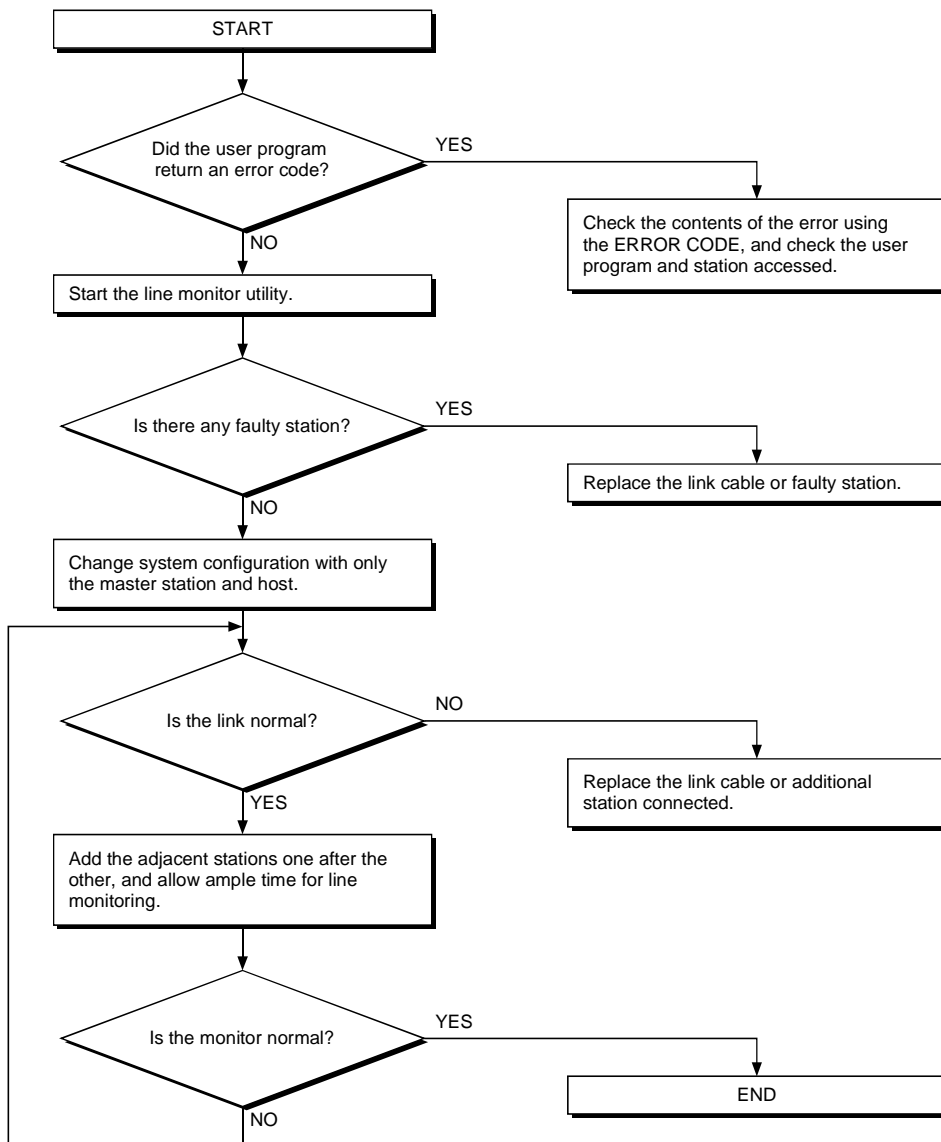 START
Did the user program
return an error code?
YES
Check the contents of the error using
the ERROR CODE, and check the user
program and station accessed.
NO
Start the line monitor utility.
Is there any faulty station?
YES
Replace the link cable or faulty station.
NO
Change system configuration with only
the master station and host.
Is the link normal?
NO
Replace the link cable or additional
station connected.
YES
Add the adjacent stations one after the
other, and allow ample time for line
monitoring.
Is the monitor normal?
YES
END
NO